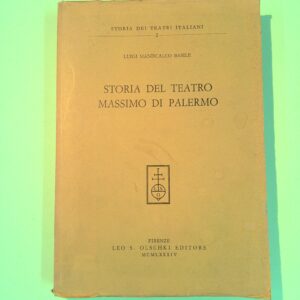 STORIA DEI TEATRI ITALIANI
2
LUIGI MANISCALCO BASILE
STORIA DEL TEATRO
MASSIMO DI PALERMO
FIRENZE
LEO S. OLSCHKI EDITORE
MCMLXXXIV